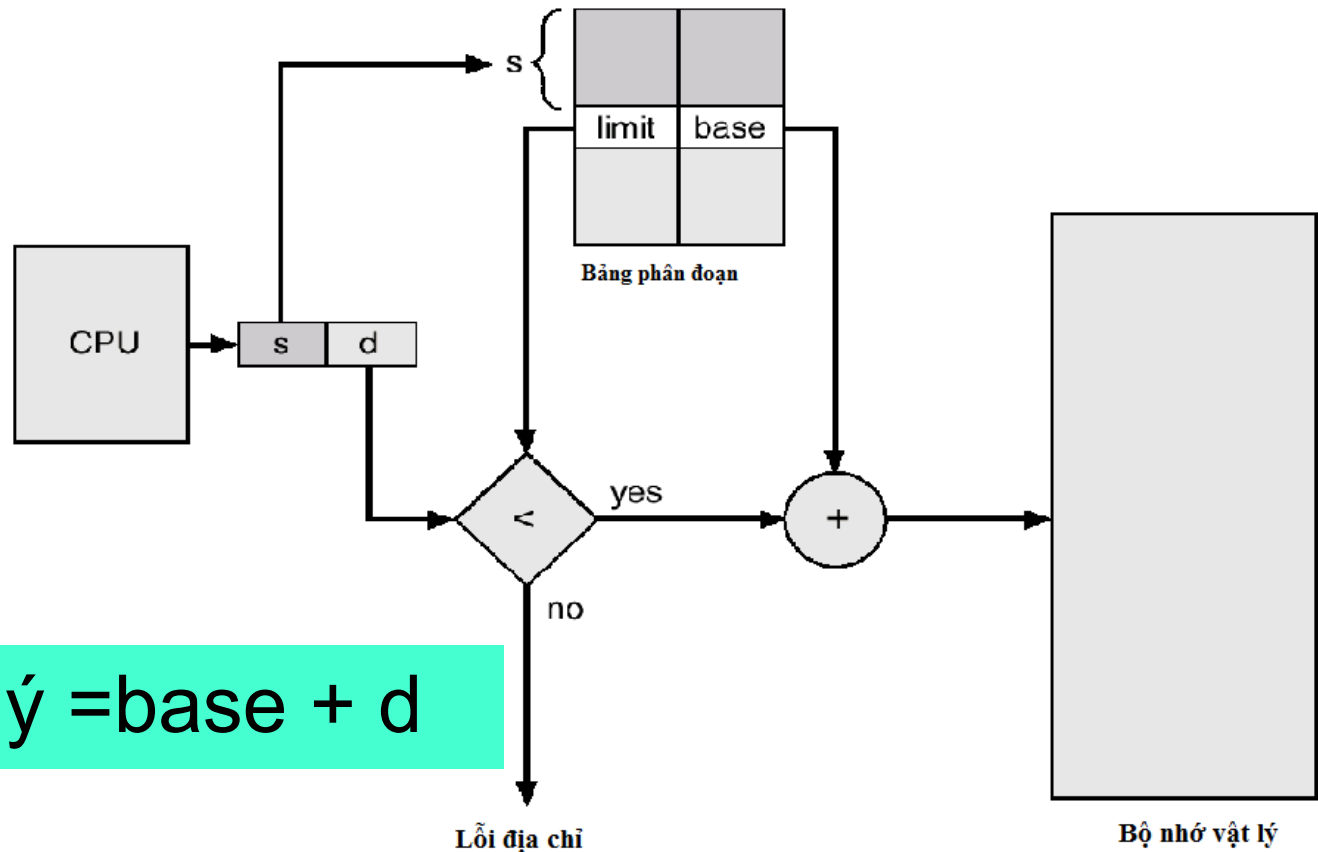 s
limit base
Bảng phân đoạn
CPU
s d
<
yes
+
no
ý =base + d
Lỗi địa chỉ
Bộ nhớ vật lý